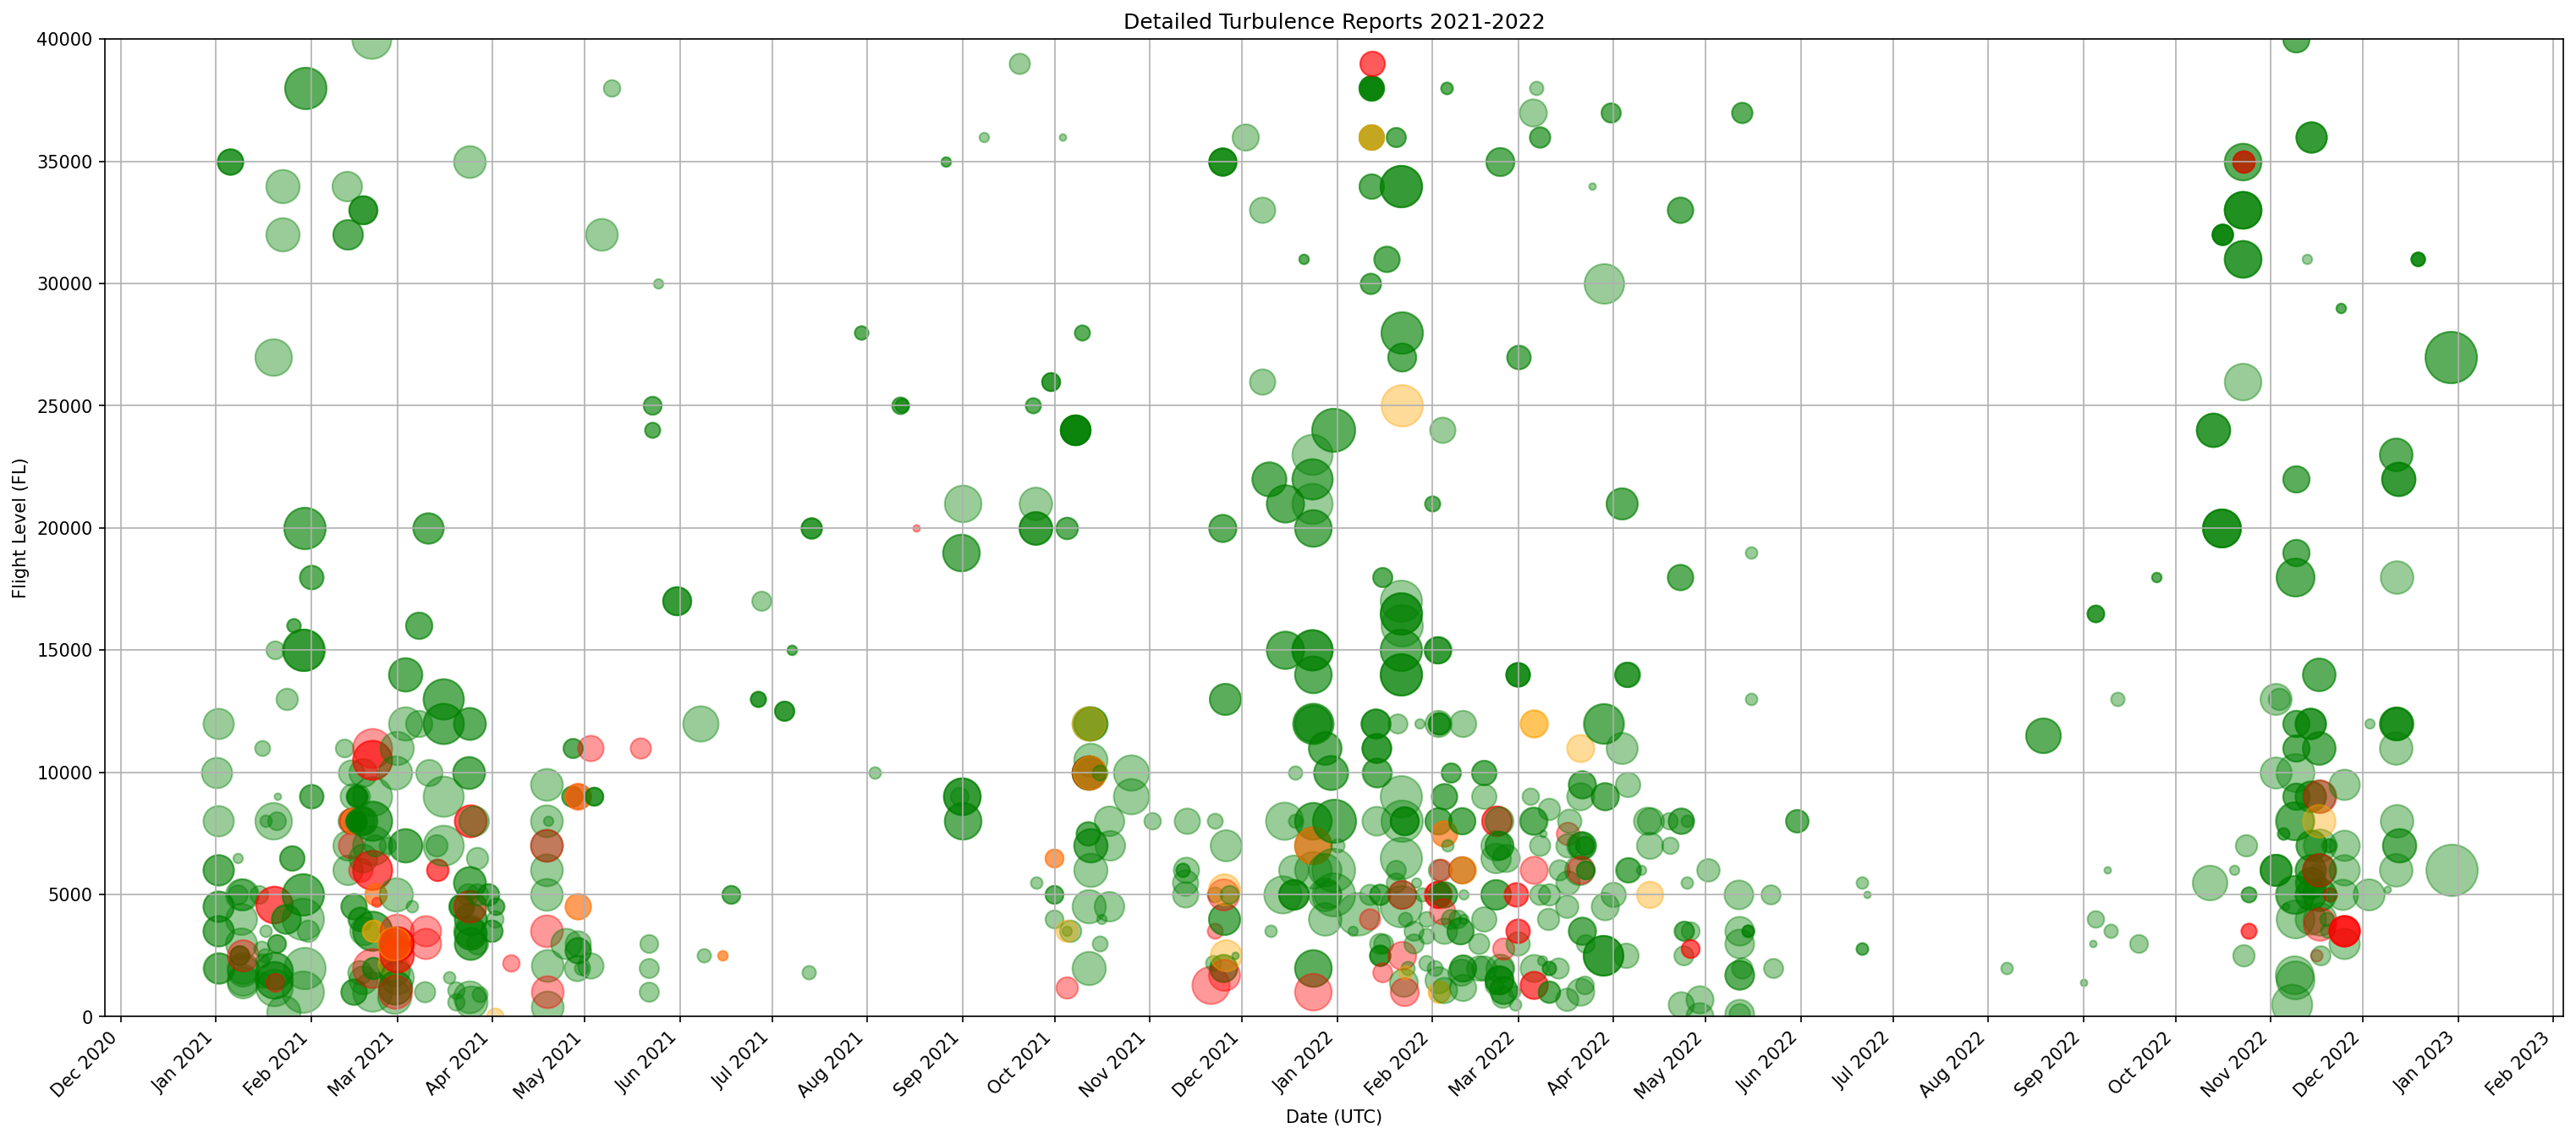 Detailed Turbulence Reports 2021-2022
40000
35000
30000
25000
20000
15000
10000
5000
0
Flight Level (FL)
Dec 2020
Jan 2021
Feb 2021
Mar 2021
Apr 2021
May 2021
Jun 2021
Jul 2021
Aug 2021
Sep 2021
Oct 2021
Nov 2021
Dec 2021
Jan 2022
Feb 2022
Mar 2022
Apr 2022
May 2022
Jun 2022
Jul 2022
Aug 2022
Sep 2022
Oct 2022
Nov 2022
Dec 2022
Jan 2023
Feb 2023
Date (UTC)